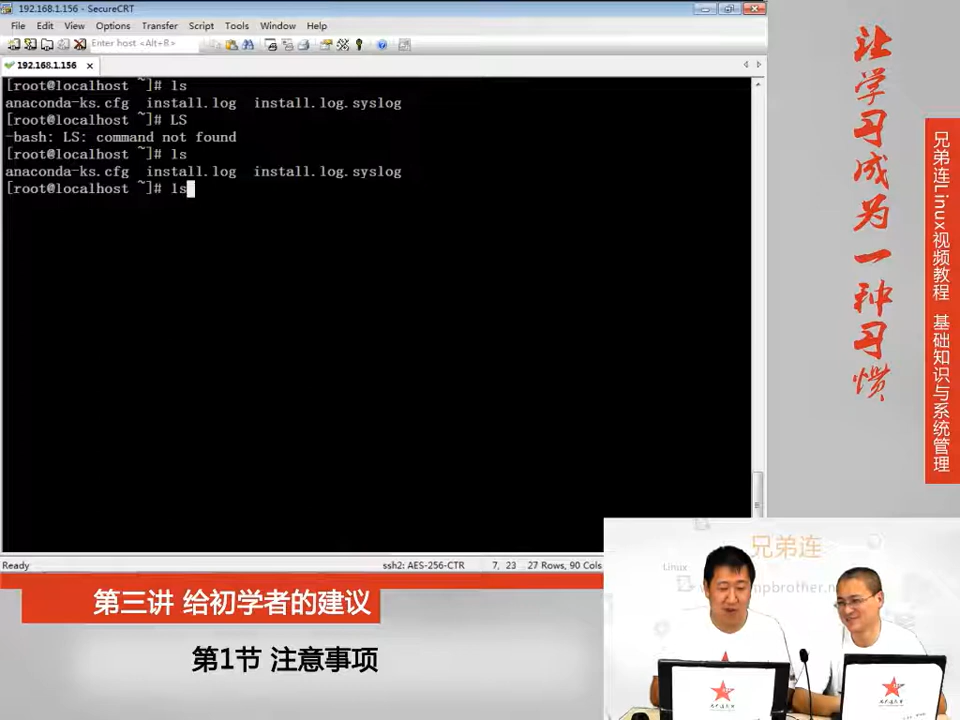 192.168.1.156 - SecureCRT
File Edit View Options Transfer Script Tools Window Help
Enter host <Alt+R>
192.168.1.156
[root@localhost ~]# ls
anaconda-ks.cfg install.log install.log.syslog
[root@localhost ~]# LS
-bash: LS: command not found
[root@localhost ~]# ls
anaconda-ks.cfg install.log install.log.syslog
[root@localhost ~]# ls
Ready ssh2: AES-256-CTR 7, 23 27 Rows, 90 Cols
让学习成为一种习惯
兄弟连Linux视频教程 基础知识与系统管理
兄弟连
Linux
第三讲 给初学者的建议
第1节 注意事项